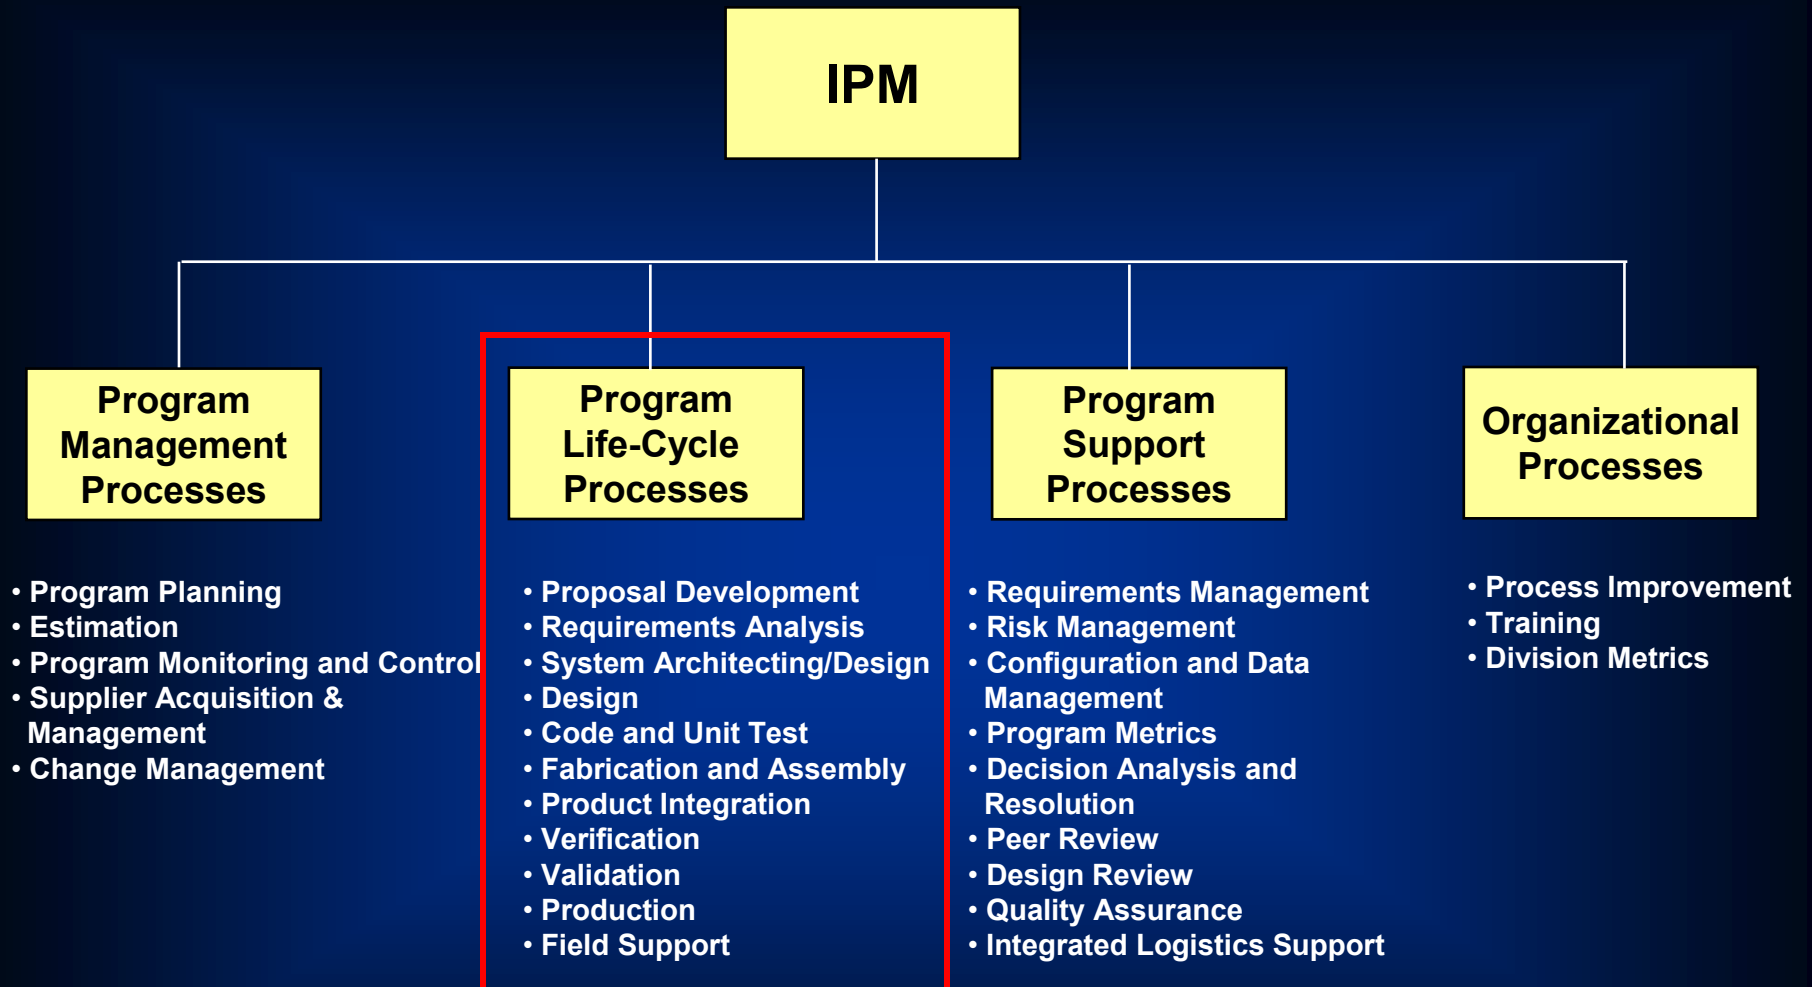 IPM
Program
Management
Processes
• Program Planning
• Estimation
• Program Monitoring and Control
• Supplier Acquisition &
Management
• Change Management
Program
Life-Cycle
Processes
• Proposal Development
• Requirements Analysis
• System Architecting/Design
• Design
• Code and Unit Test
• Fabrication and Assembly
• Product Integration
• Verification
• Validation
• Production
• Field Support
Program
Support
Processes
• Requirements Management
• Risk Management
• Configuration and Data
Management
• Program Metrics
• Decision Analysis and
Resolution
• Peer Review
• Design Review
• Quality Assurance
• Integrated Logistics Support
Organizational
Processes
• Process Improvement
• Training
• Division Metrics